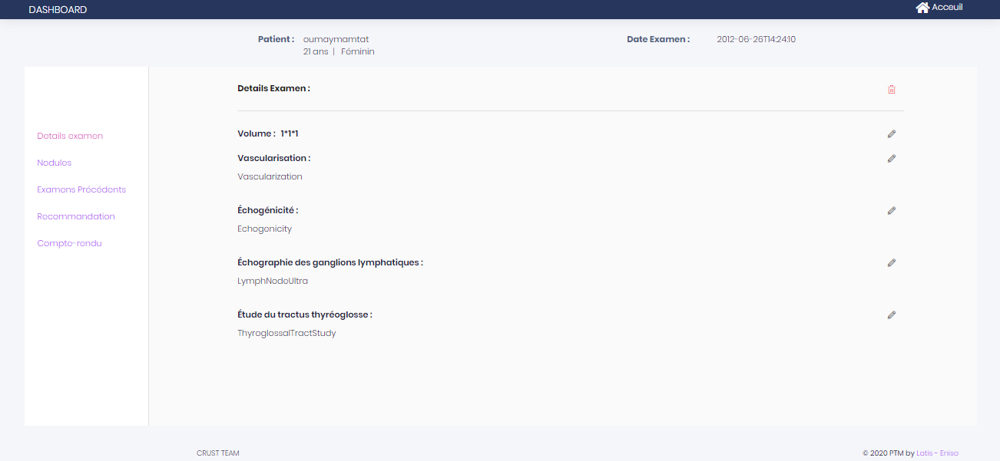 DASHBOARD
Acceuil
Patient : oumaymamtat
21 ans | Féminin
Date Examen : 2012-06-26T14:24:10
Details examen
Nodules
Examens Précédents
Recommandation
Compte-rendu
Details Examen :
Volume : 1*1*1
Vascularisation :
Vascularization
Échogénicité :
Echogenicity
Échographie des ganglions lymphatiques :
LymphNodeUltra
Étude du tractus thyréoglosse :
ThyroglossalTractStudy
CRUST TEAM
© 2020 PTM by Latis - Eniso